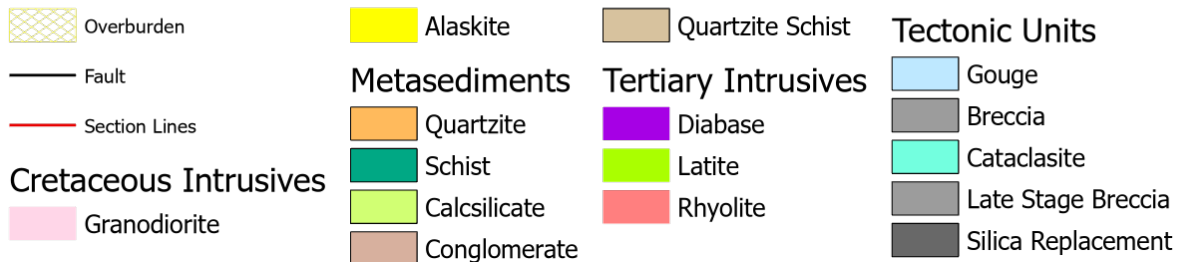 Overburden
Fault
Section Lines
Cretaceous Intrusives
Granodiorite
Alaskite
Metasediments
Quartzite
Schist
Calcsilicate
Conglomerate
Quartzite Schist
Tertiary Intrusives
Diabase
Latite
Rhyolite
Tectonic Units
Gouge
Breccia
Cataclasite
Late Stage Breccia
Silica Replacement